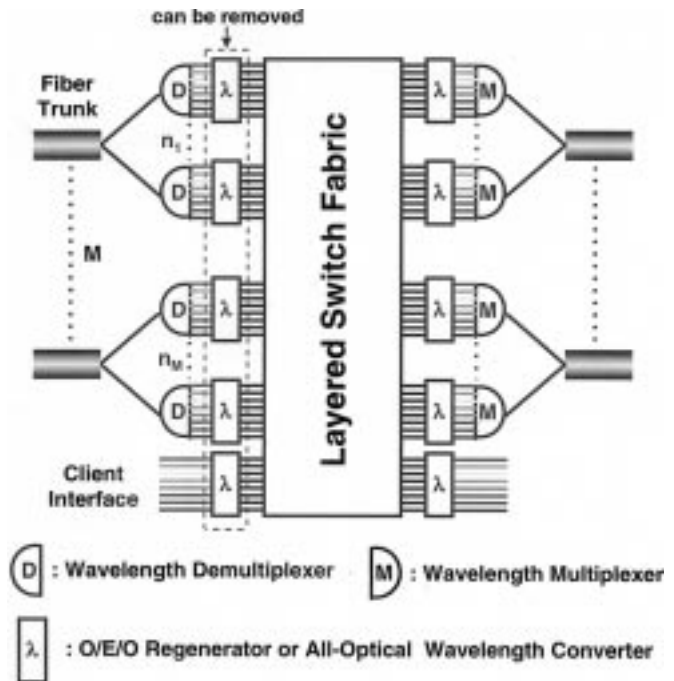 can be removed
Fiber
Trunk
D
λ
λ
M
n1
D
λ
λ
M
M
Layered Switch Fabric
D
λ
λ
M
nM
D
λ
λ
M
Client
Interface
λ
λ
D : Wavelength Demultiplexer
M : Wavelength Multiplexer
λ : O/E/O Regenerator or All-Optical Wavelength Converter